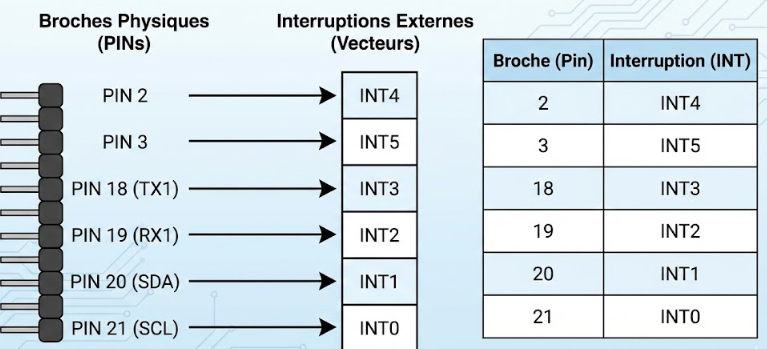 Broches Physiques
(PINs)
Interruptions Externes
(Vecteurs)
PIN 2
INT4
PIN 3
INT5
PIN 18 (TX1)
INT3
PIN 19 (RX1)
INT2
PIN 20 (SDA)
INT1
PIN 21 (SCL)
INT0
Broche (Pin) Interruption (INT)
2 INT4
3 INT5
18 INT3
19 INT2
20 INT1
21 INT0